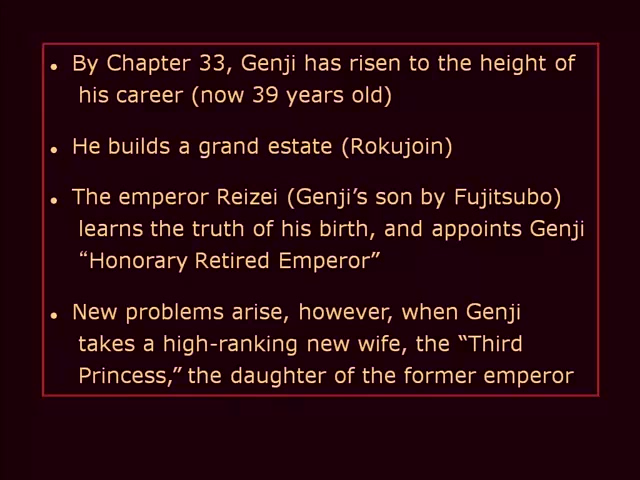 • By Chapter 33, Genji has risen to the height of
his career (now 39 years old)
• He builds a grand estate (Rokujoin)
• The emperor Reizei (Genji’s son by Fujitsubo)
learns the truth of his birth, and appoints Genji
“Honorary Retired Emperor”
• New problems arise, however, when Genji
takes a high-ranking new wife, the “Third
Princess,” the daughter of the former emperor